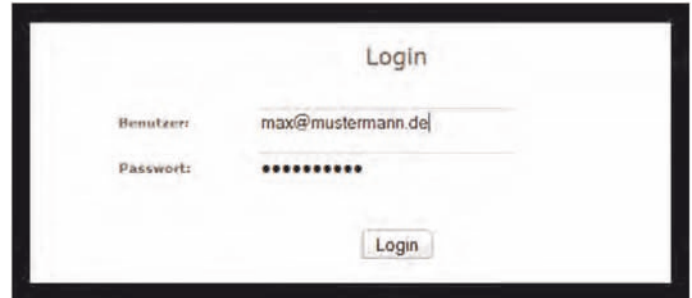 Login
Benutzer: max@mustermann.de
Passwort: ••••••••••
Login